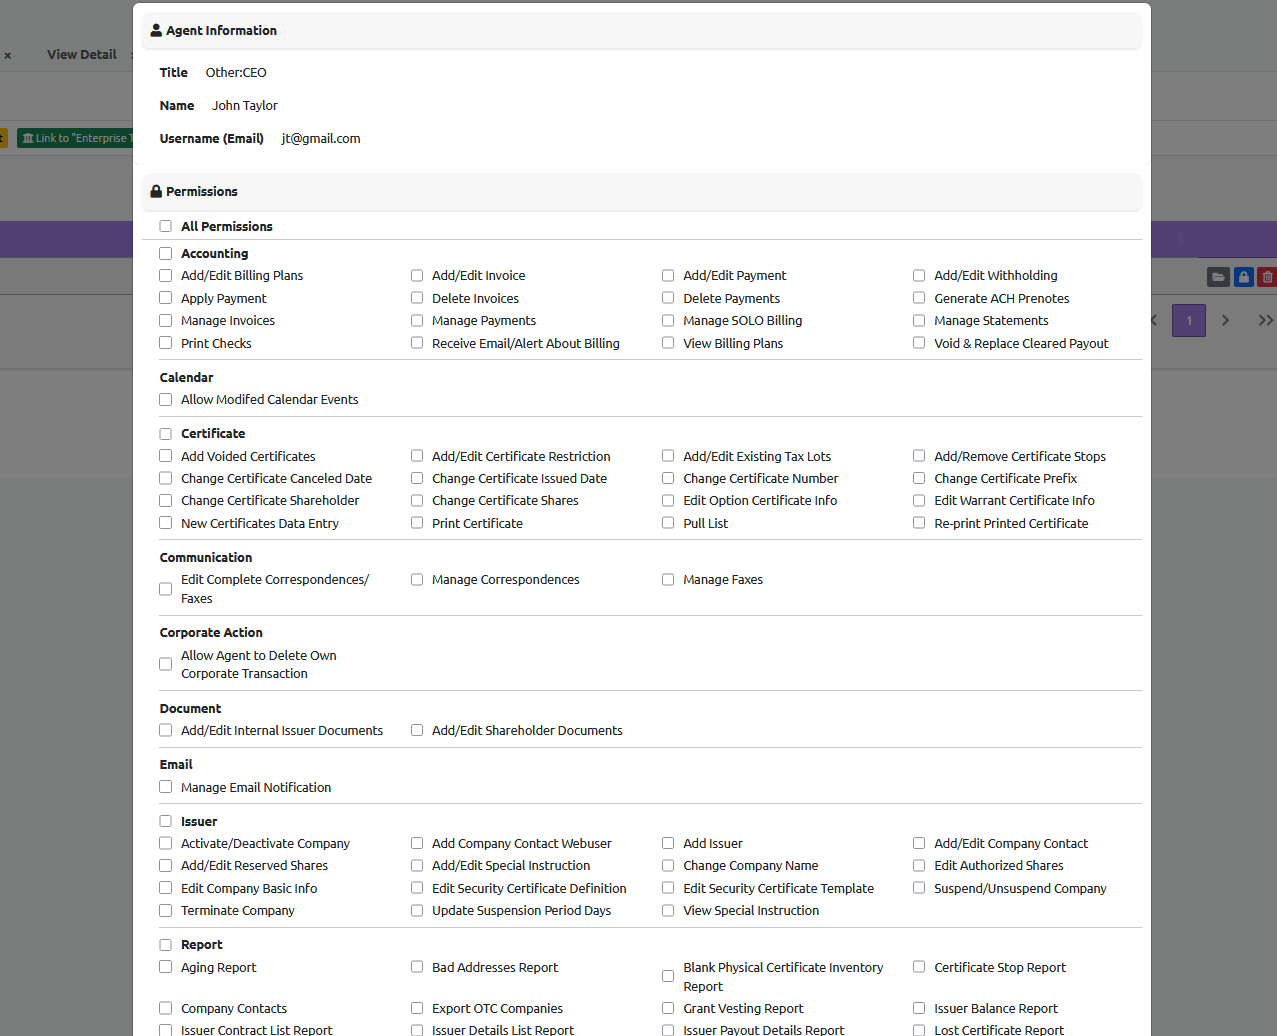 Agent Information
× View Detail
Title Other:CEO
Name John Taylor
Link to "Enterprise T
Username (Email) jt@gmail.com
Permissions
All Permissions
Accounting
Add/Edit Billing Plans Add/Edit Invoice Add/Edit Payment Add/Edit Withholding
Apply Payment Delete Invoices Delete Payments Generate ACH Prenotes
Manage Invoices Manage Payments Manage SOLO Billing Manage Statements
1
Print Checks Receive Email/Alert About Billing View Billing Plans Void & Replace Cleared Payout
Calendar
Allow Modifed Calendar Events
Certificate
Add Voided Certificates Add/Edit Certificate Restriction Add/Edit Existing Tax Lots Add/Remove Certificate Stops
Change Certificate Canceled Date Change Certificate Issued Date Change Certificate Number Change Certificate Prefix
Change Certificate Shareholder Change Certificate Shares Edit Option Certificate Info Edit Warrant Certificate Info
New Certificates Data Entry Print Certificate Pull List Re-print Printed Certificate
Communication
Edit Complete Correspondences/ Manage Correspondences Manage Faxes
Faxes
Corporate Action
Allow Agent to Delete Own
Corporate Transaction
Document
Add/Edit Internal Issuer Documents Add/Edit Shareholder Documents
Email
Manage Email Notification
Issuer
Activate/Deactivate Company Add Company Contact Webuser Add Issuer Add/Edit Company Contact
Add/Edit Reserved Shares Add/Edit Special Instruction Change Company Name Edit Authorized Shares
Edit Company Basic Info Edit Security Certificate Definition Edit Security Certificate Template Suspend/Unsuspend Company
Terminate Company Update Suspension Period Days View Special Instruction
Report
Aging Report Bad Addresses Report Blank Physical Certificate Inventory Certificate Stop Report
Report
Company Contacts Export OTC Companies Grant Vesting Report Issuer Balance Report
Issuer Contract List Report Issuer Details List Report Issuer Payout Details Report Lost Certificate Report